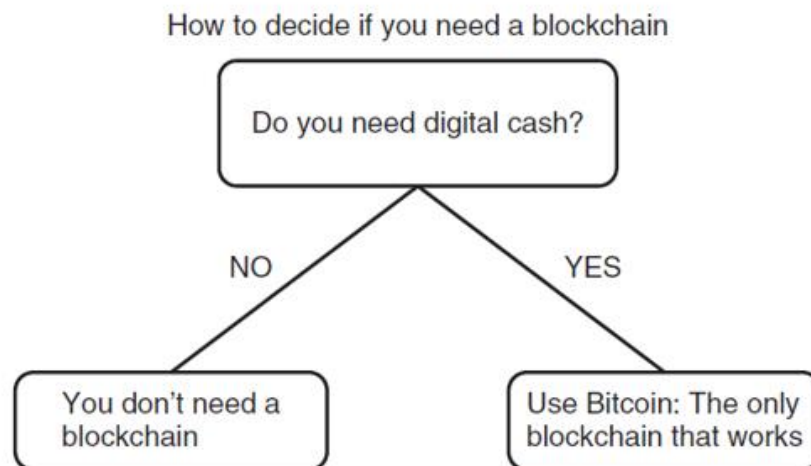 How to decide if you need a blockchain
Do you need digital cash?
NO
YES
You don’t need a
blockchain
Use Bitcoin: The only
blockchain that works